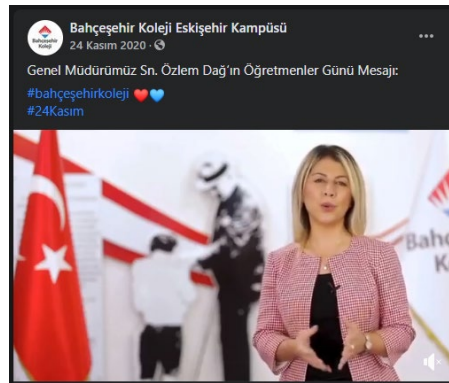 Bahçeşehir Koleji Eskişehir Kampüsü
24 Kasım 2020 ·
Genel Müdürümüz Sn. Özlem Dağ'ın Öğretmenler Günü Mesajı:
#bahçeşehirkoleji
#24Kasım
Bahçeşehir
Koleji
Bahç
K